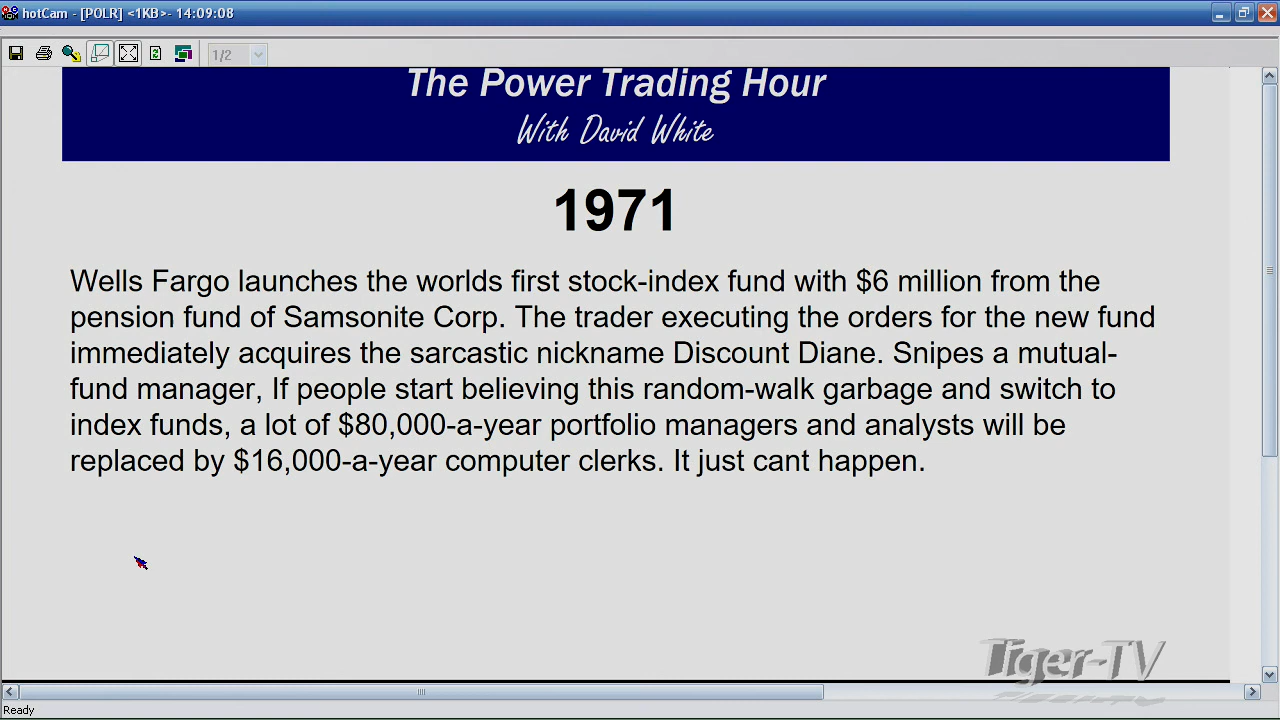 hotCam - [POLR] <1KB>- 14:09:08
1/2
The Power Trading Hour
With David White
1971
Wells Fargo launches the worlds first stock-index fund with $6 million from the
pension fund of Samsonite Corp. The trader executing the orders for the new fund
immediately acquires the sarcastic nickname Discount Diane. Snipes a mutual-
fund manager, If people start believing this random-walk garbage and switch to
index funds, a lot of $80,000-a-year portfolio managers and analysts will be
replaced by $16,000-a-year computer clerks. It just cant happen.
Tiger-TV
Ready